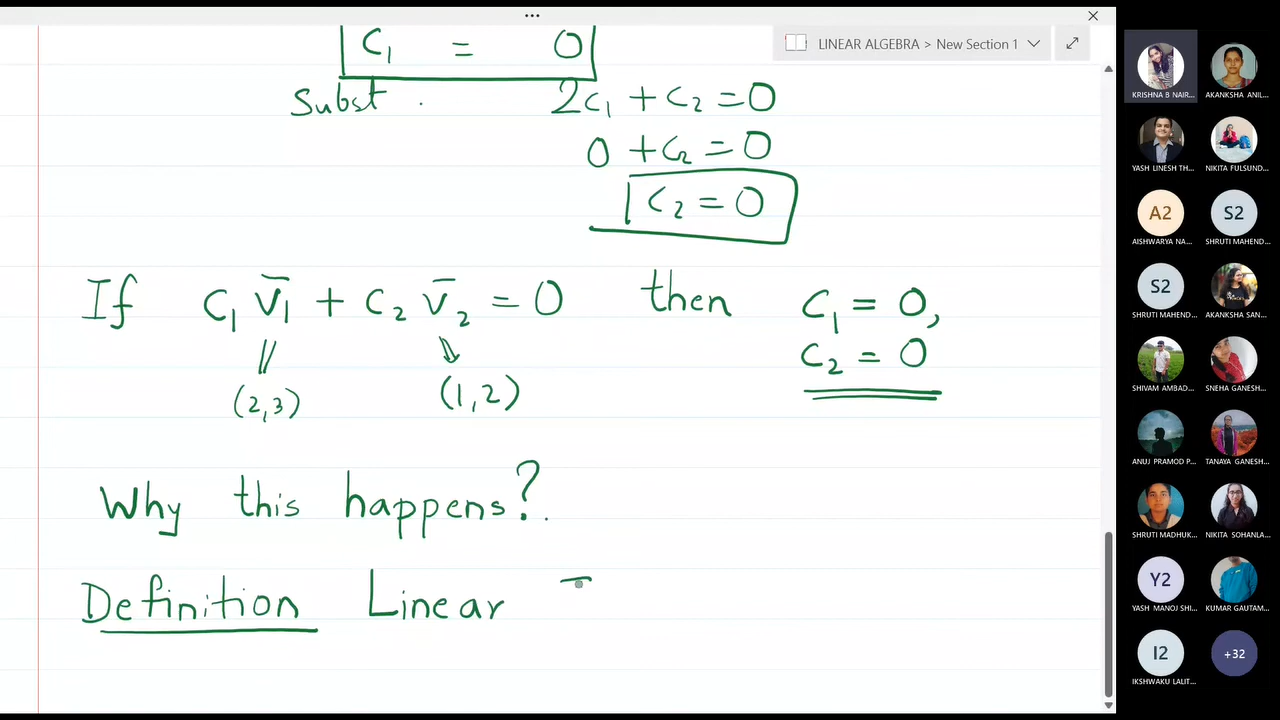 ...
LINEAR ALGEBRA > New Section 1
C₁ = 0
Subst . 2C₁ + C₂ = 0
0 + C₂ = 0
C₂ = 0
If C₁ v̄₁ + C₂ v̄₂ = 0 then C₁ = 0,
C₂ = 0
(2,3) (1,2)
Why this happens?
Definition Linear
KRISHNA B NAIR... AKANKSHA ANIL...
YASH LINESH TH... NIKITA FULSUND...
A2 S2
AISHWARYA NA... SHRUTI MAHEND...
S2
SHRUTI MAHEND... AKANKSHA SAN...
SHIVAM AMBAD... SNEHA GANESH...
ANUJ PRAMOD P... TANAYA GANESH...
SHRUTI MADHUK... NIKITA SOHANLA...
Y2
YASH MANOJ SHI... KUMAR GAUTAM...
I2 +32
IKSHWAKU LALIT...